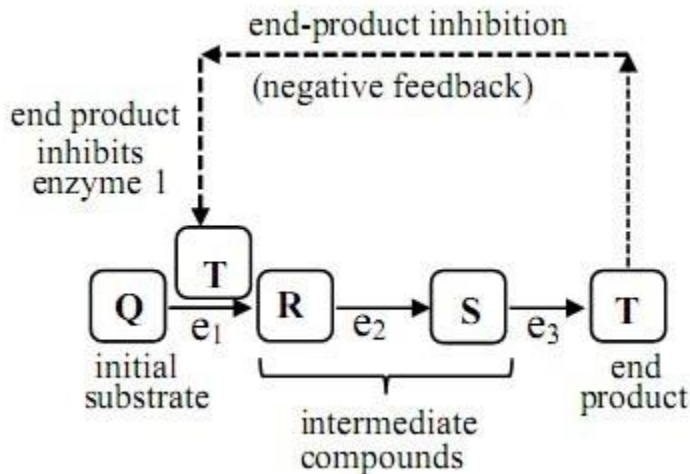 end-product inhibition
(negative feedback)
end product
inhibits
enzyme 1
T
Q
e₁
R
e₂
S
e₃
T
initial
substrate
intermediate
compounds
end
product